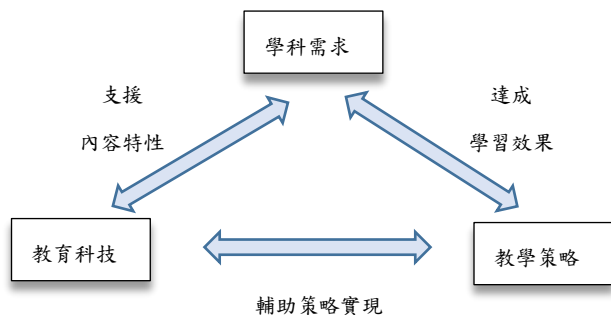 學科需求
支援
內容特性
達成
學習效果
教育科技
教學策略
輔助策略實現